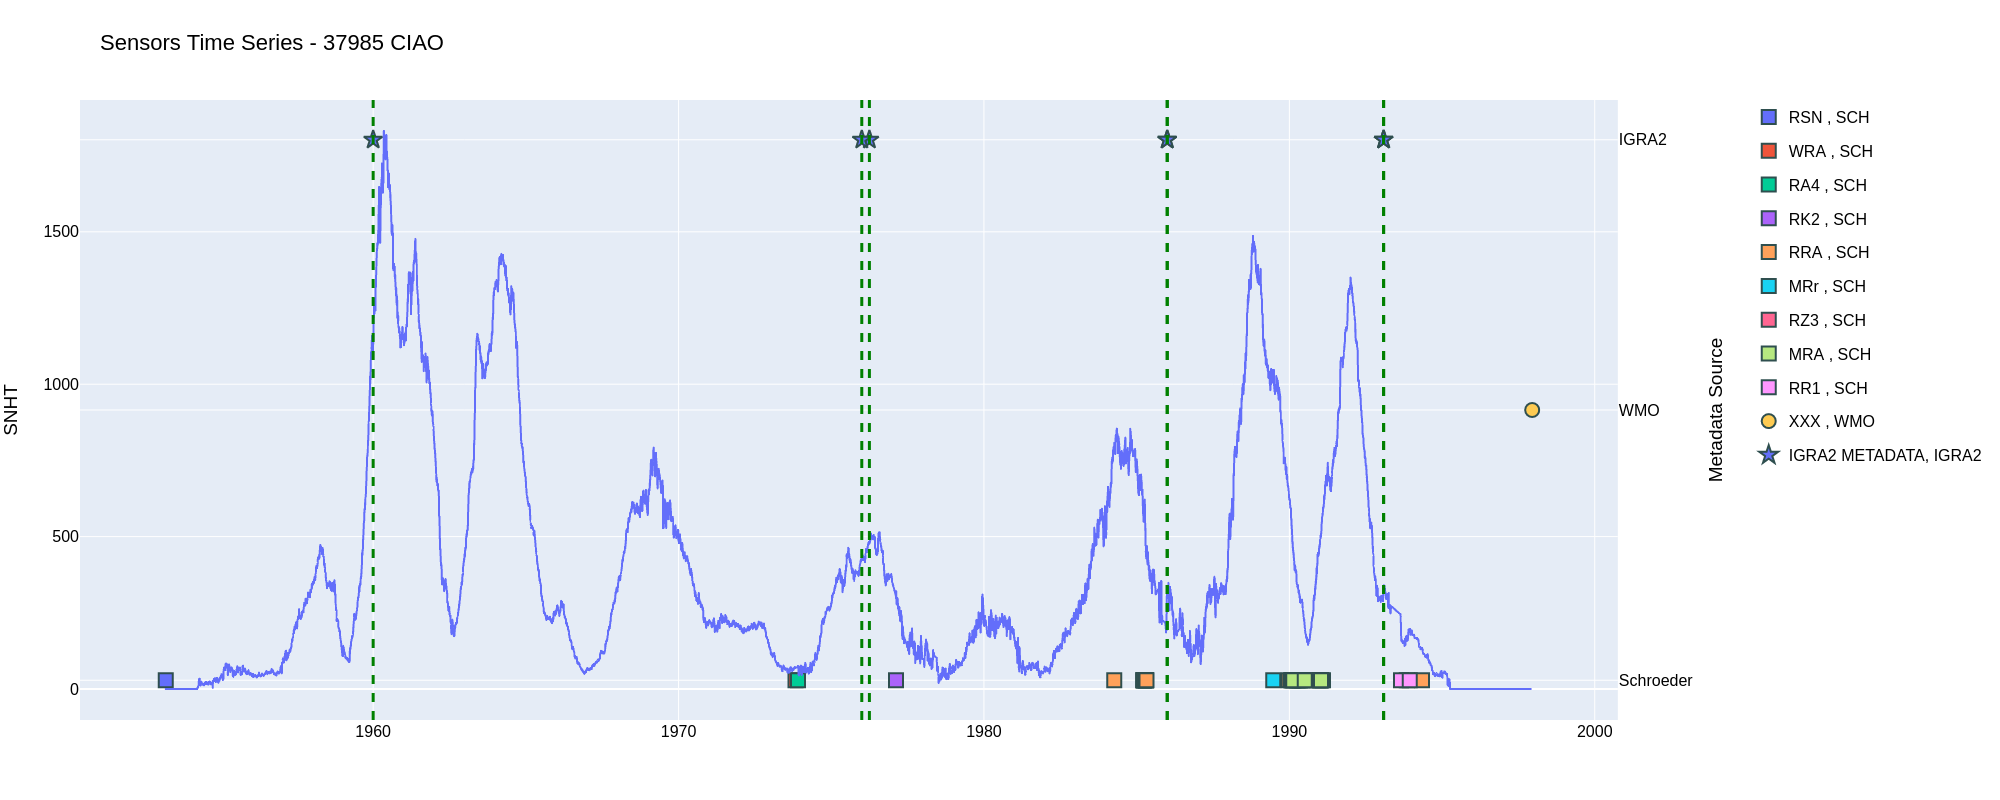 Sensors Time Series - 37985 CIAO
SNHT
1500
1000
500
0
1960
1970
1980
1990
2000
IGRA2
WMO
Schroeder
Metadata Source
RSN , SCH
WRA , SCH
RA4 , SCH
RK2 , SCH
RRA , SCH
MRr , SCH
RZ3 , SCH
MRA , SCH
RR1 , SCH
XXX , WMO
IGRA2 METADATA, IGRA2